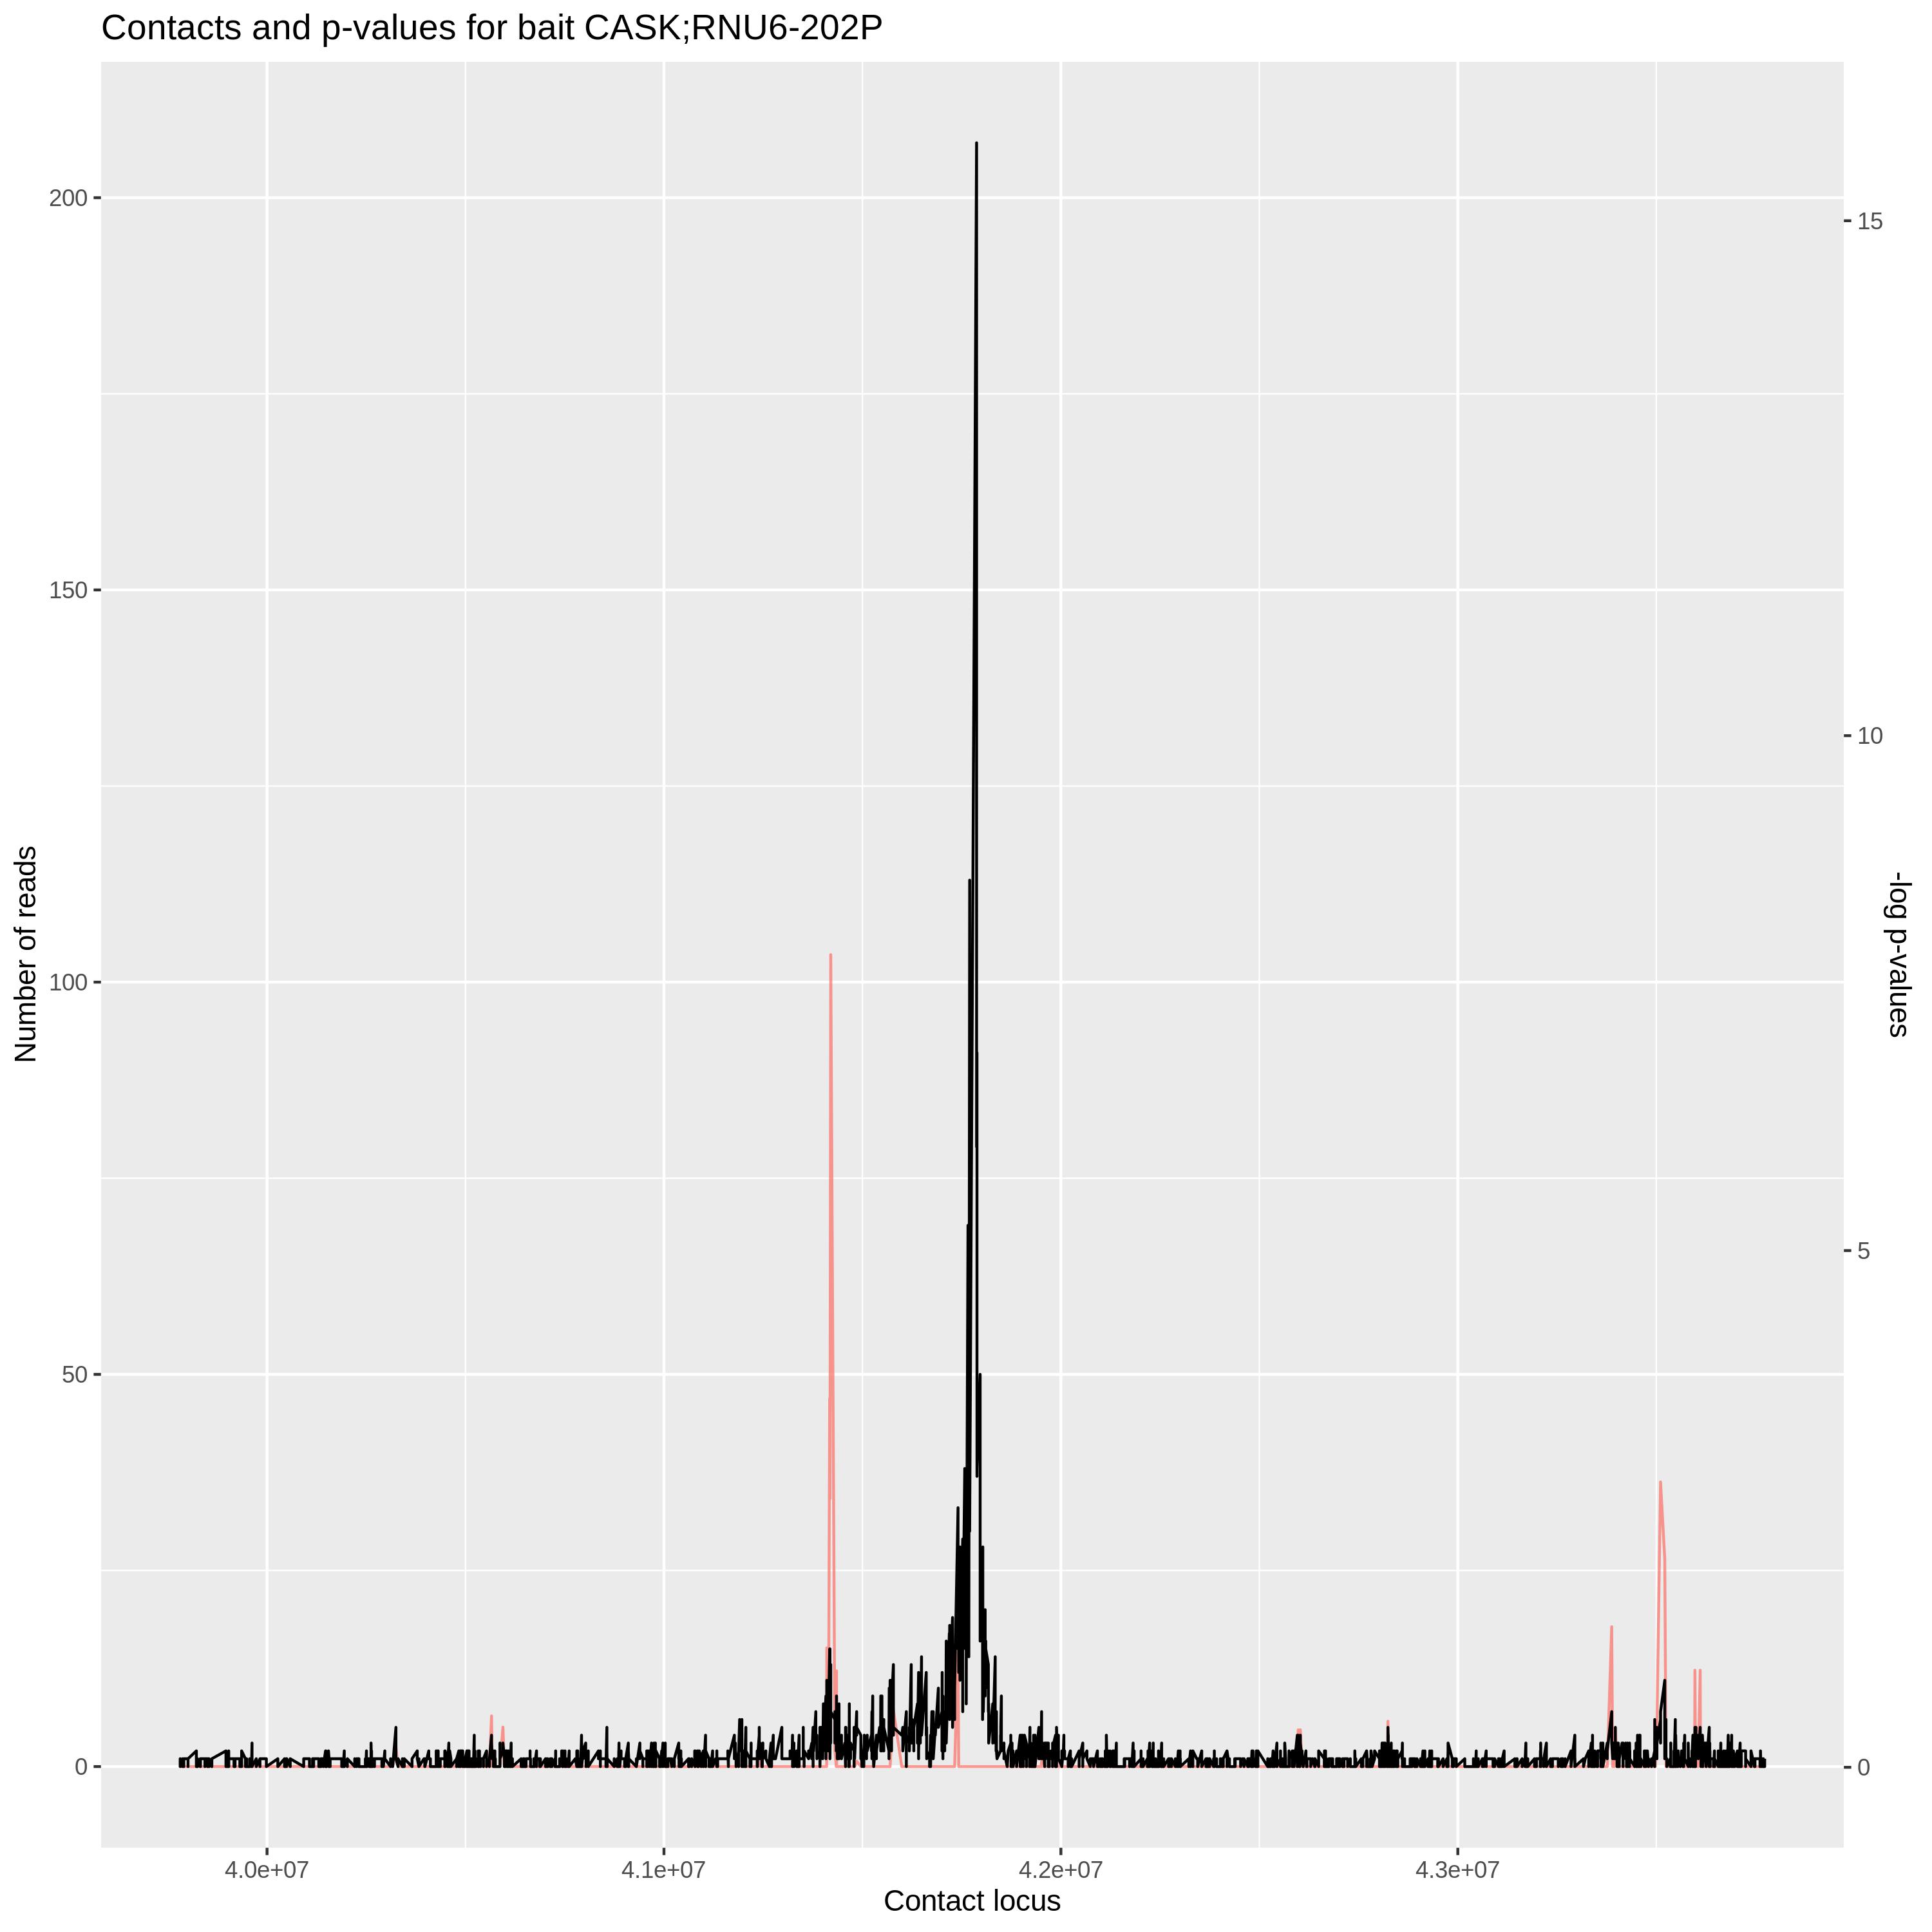 Contacts and p-values for bait CASK;RNU6-202P
200
150
100
50
0
Number of reads
15
10
5
0
-log p-values
4.0e+07
4.1e+07
4.2e+07
4.3e+07
Contact locus